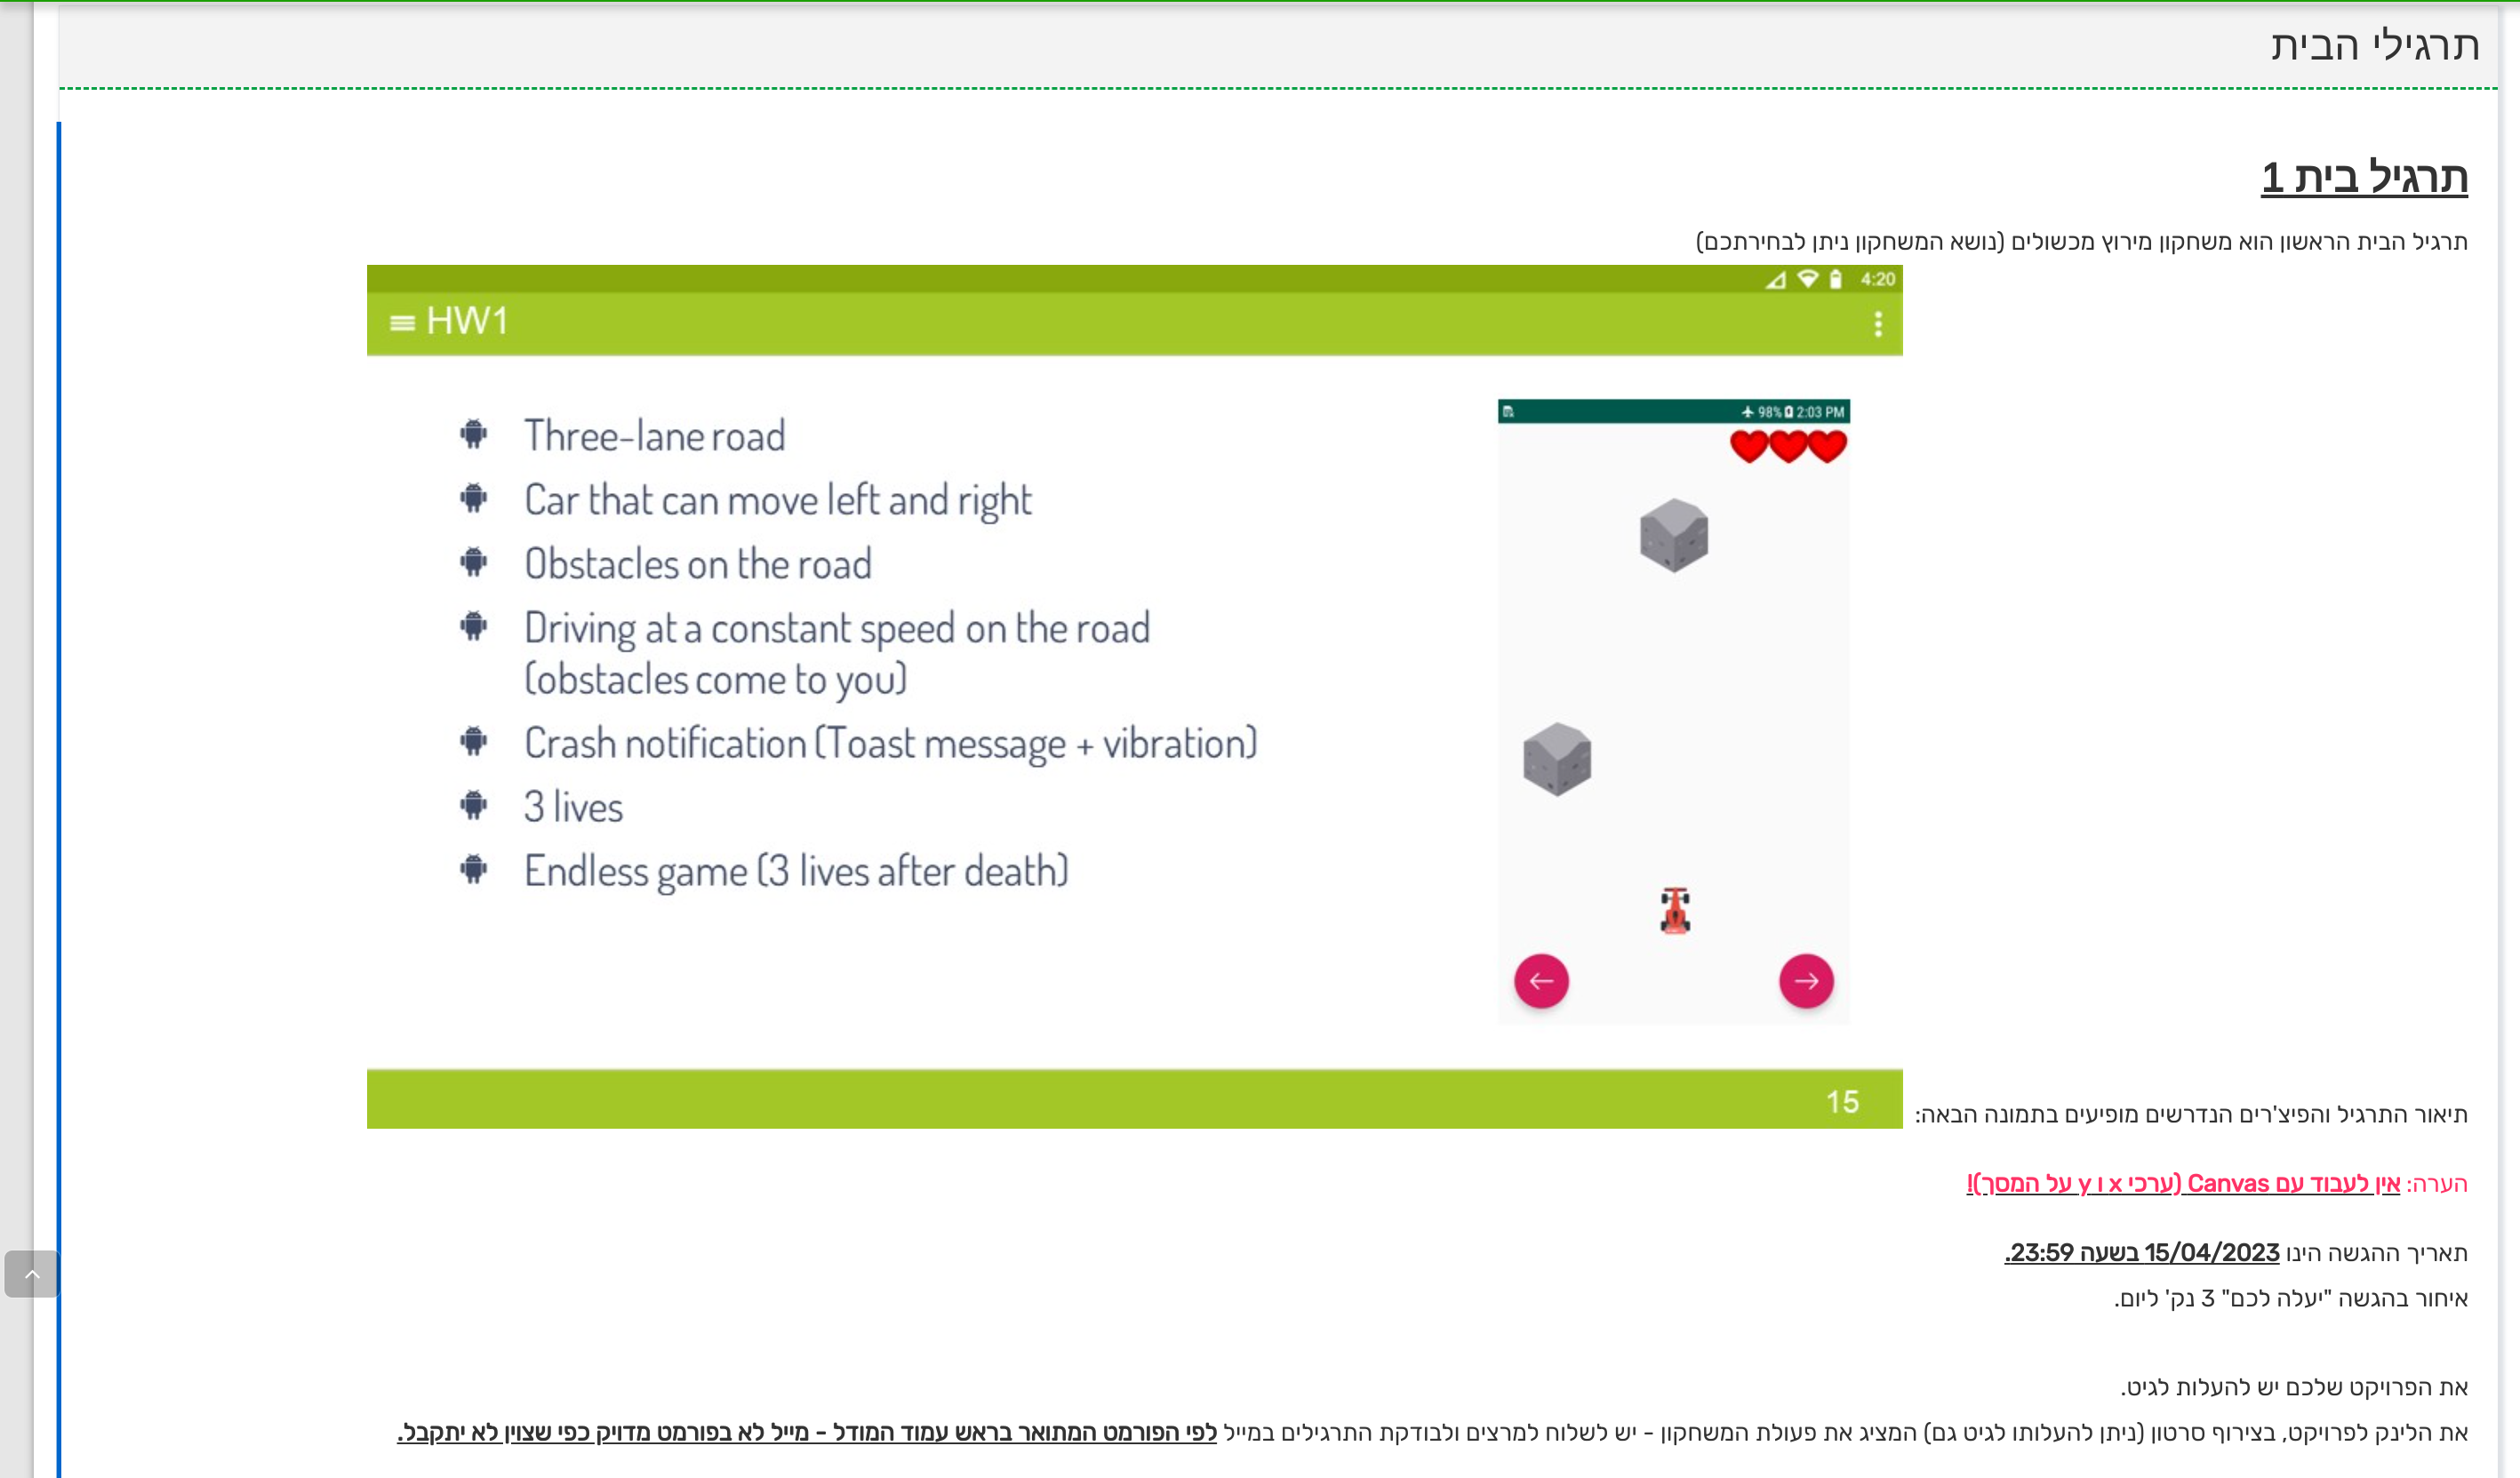 תרגילי הבית
תרגיל בית 1
תרגיל הבית הראשון הוא משחקון מירוץ מכשולים (נושא המשחקון ניתן לבחירתכם)
4:20
HW1
Three-lane road
Car that can move left and right
Obstacles on the road
Driving at a constant speed on the road
(obstacles come to you)
Crash notification (Toast message + vibration)
3 lives
Endless game (3 lives after death)
98% 2:03 PM
15
תיאור התרגיל והפיצ'רים הנדרשים מופיעים בתמונה הבאה:
הערה: אין לעבוד עם Canvas (ערכי x ו y על המסך)!
תאריך ההגשה הינו 15/04/2023 בשעה 23:59.
איחור בהגשה "יעלה לכם" 3 נק' ליום.
את הפרויקט שלכם יש להעלות לגיט.
את הלינק לפרויקט, בצירוף סרטון (ניתן להעלותו לגיט גם) המציג את פעולת המשחקון - יש לשלוח למרצים ולבודקת התרגילים במייל לפי הפורמט המתואר בראש עמוד המודל - מייל לא בפורמט מדויק כפי שצוין לא יתקבל.